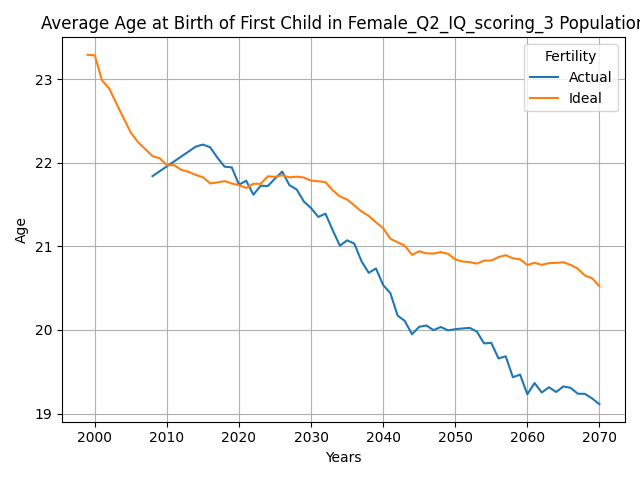 Average Age at Birth of First Child in Female_Q2_IQ_scoring_3 Population
Fertility
Actual
Ideal
23
22
21
20
19
Age
2000 2010 2020 2030 2040 2050 2060 2070
Years